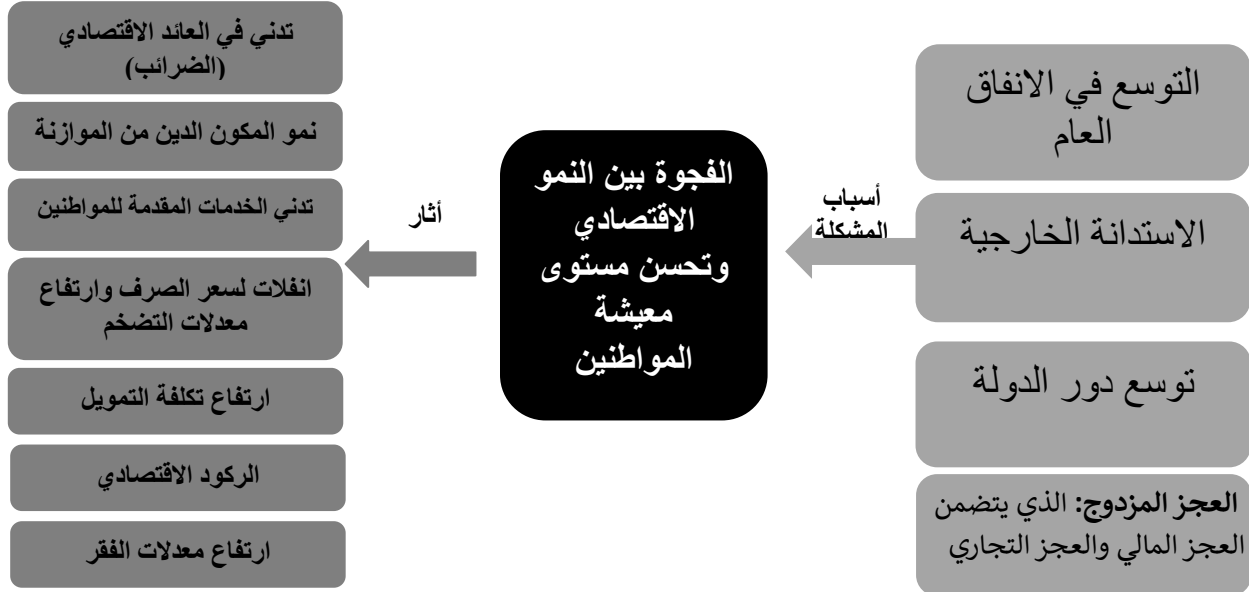 التوسع في الانفاق
العام
الاستدانة الخارجية
توسع دور الدولة
العجز المزدوج: الذي يتضمن
العجز المالي والعجز التجاري
أسباب
المشكلة
الفجوة بين النمو
الاقتصادي
وتحسن مستوى
معيشة
المواطنين
أثار
تدني في العائد الاقتصادي
(الضرائب)
نمو المكون الدين من الموازنة
تدني الخدمات المقدمة للمواطنين
انفلات لسعر الصرف وارتفاع
معدلات التضخم
ارتفاع تكلفة التمويل
الركود الاقتصادي
ارتفاع معدلات الفقر